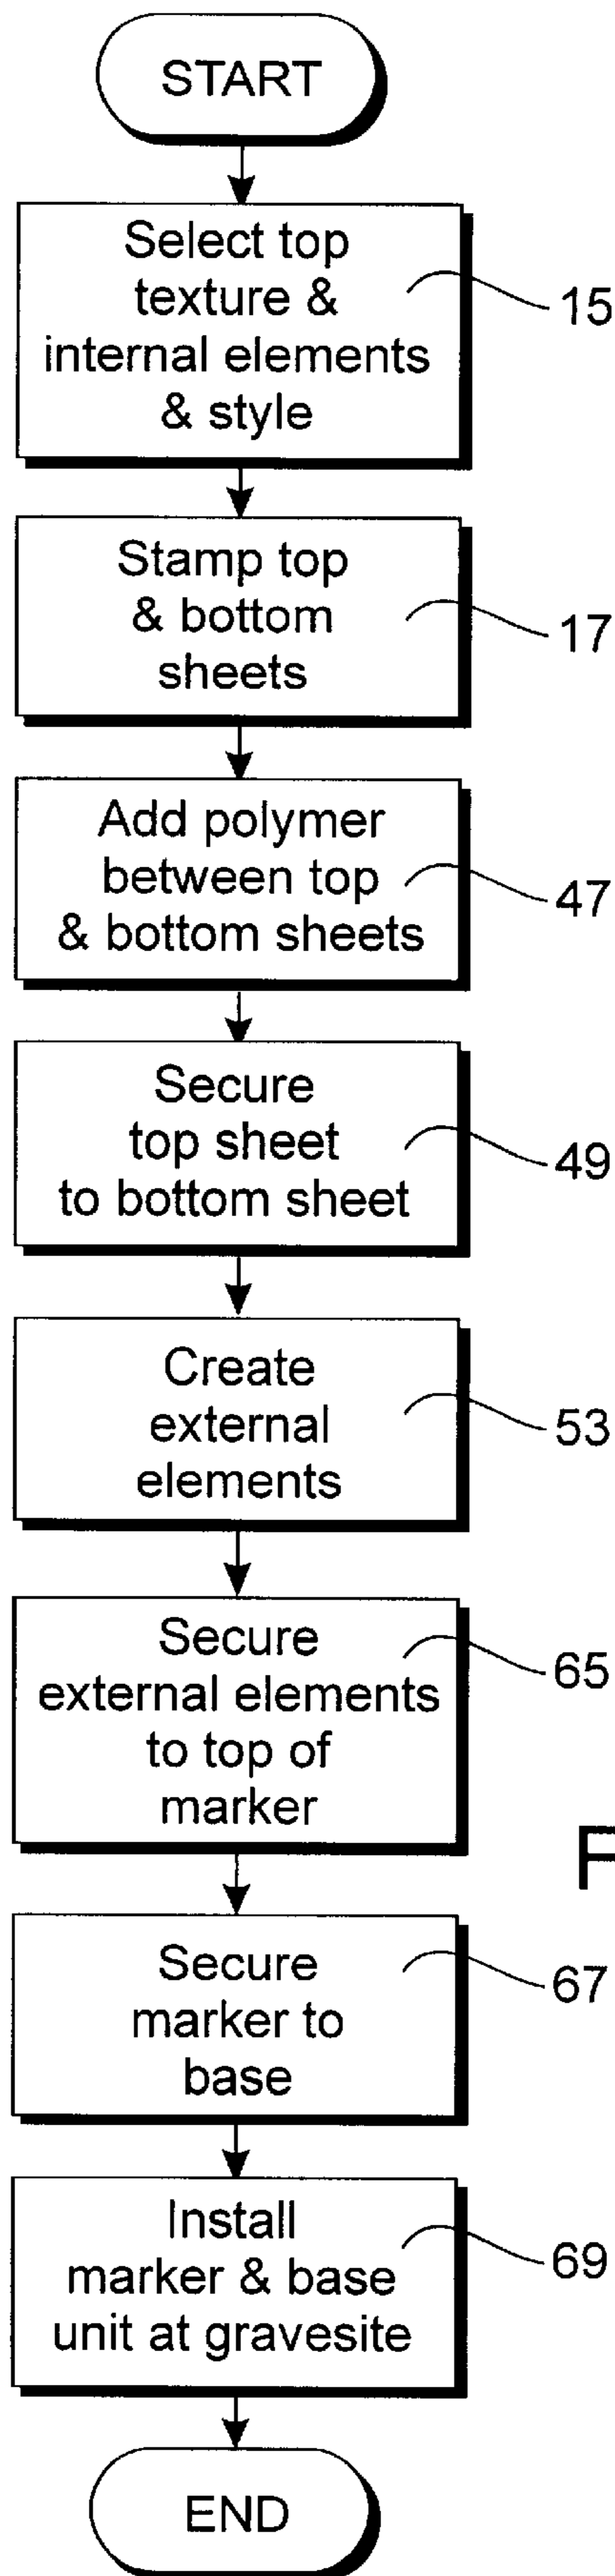 START
Select top
texture &
internal elements
& style
15
Stamp top
& bottom
sheets
17
Add polymer
between top
& bottom sheets
47
Secure
top sheet
to bottom sheet
49
Create
external
elements
53
Secure
external elements
to top of
marker
65
F
Secure
marker to
base
67
Install
marker & base
unit at gravesite
69
END